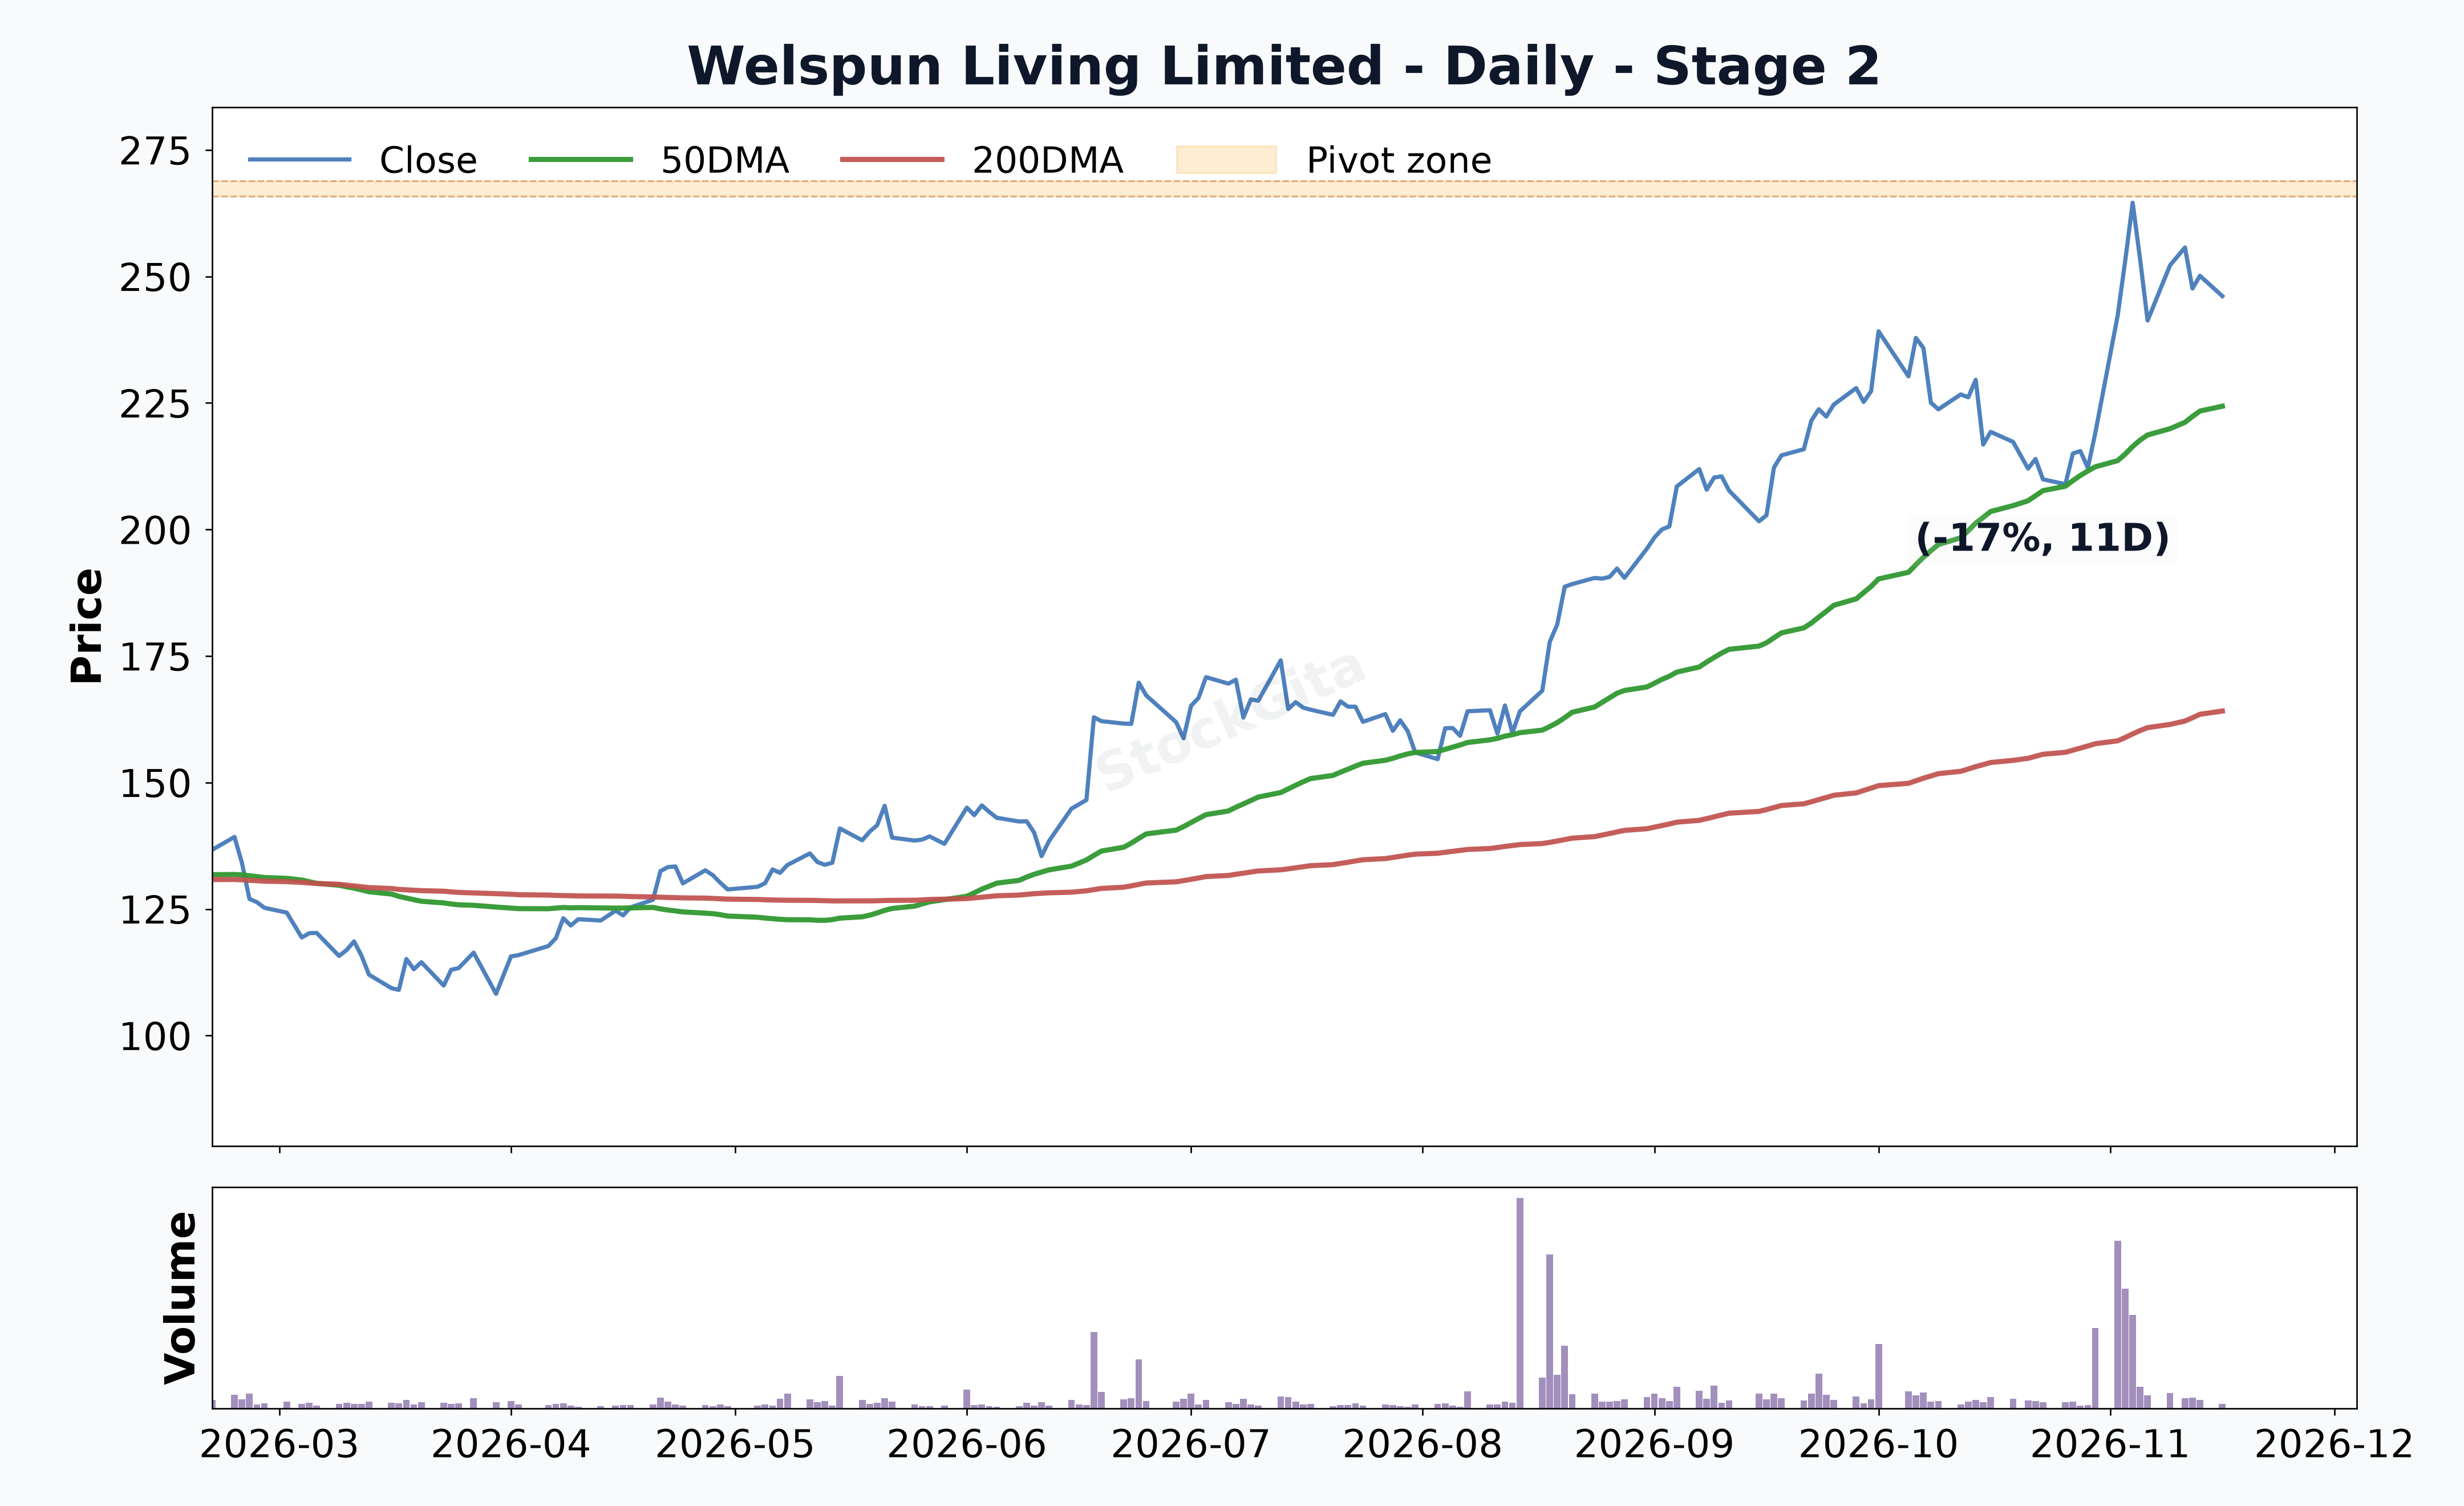 Welspun Living Limited - Daily - Stage 2
Close 50DMA 200DMA Pivot zone
275
250
225
200
175
150
125
100
Price
(-17%, 11D)
StockGita
Volume
2026-03 2026-04 2026-05 2026-06 2026-07 2026-08 2026-09 2026-10 2026-11 2026-12